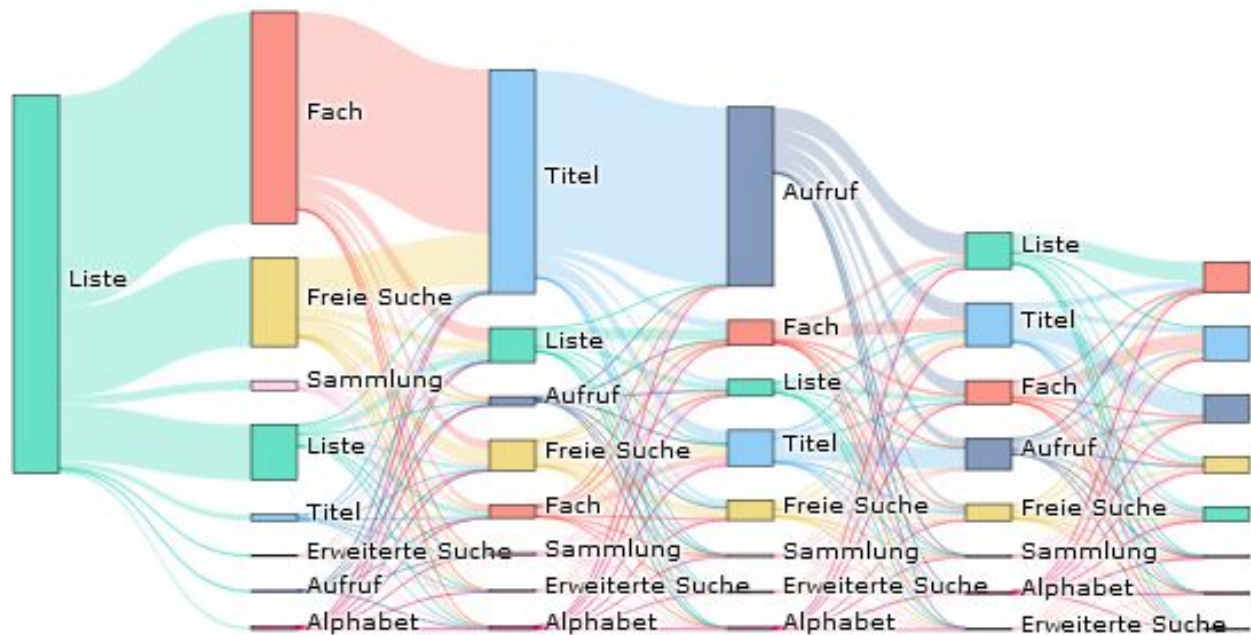 Liste
Fach
Freie Suche
Sammlung
Liste
Titel
Erweiterte Suche
Aufruf
Alphabet
Titel
Liste
Aufruf
Freie Suche
Fach
Sammlung
Erweiterte Suche
Alphabet
Aufruf
Fach
Liste
Titel
Freie Suche
Sammlung
Erweiterte Suche
Alphabet
Liste
Titel
Fach
Aufruf
Freie Suche
Sammlung
Alphabet
Erweiterte Suche